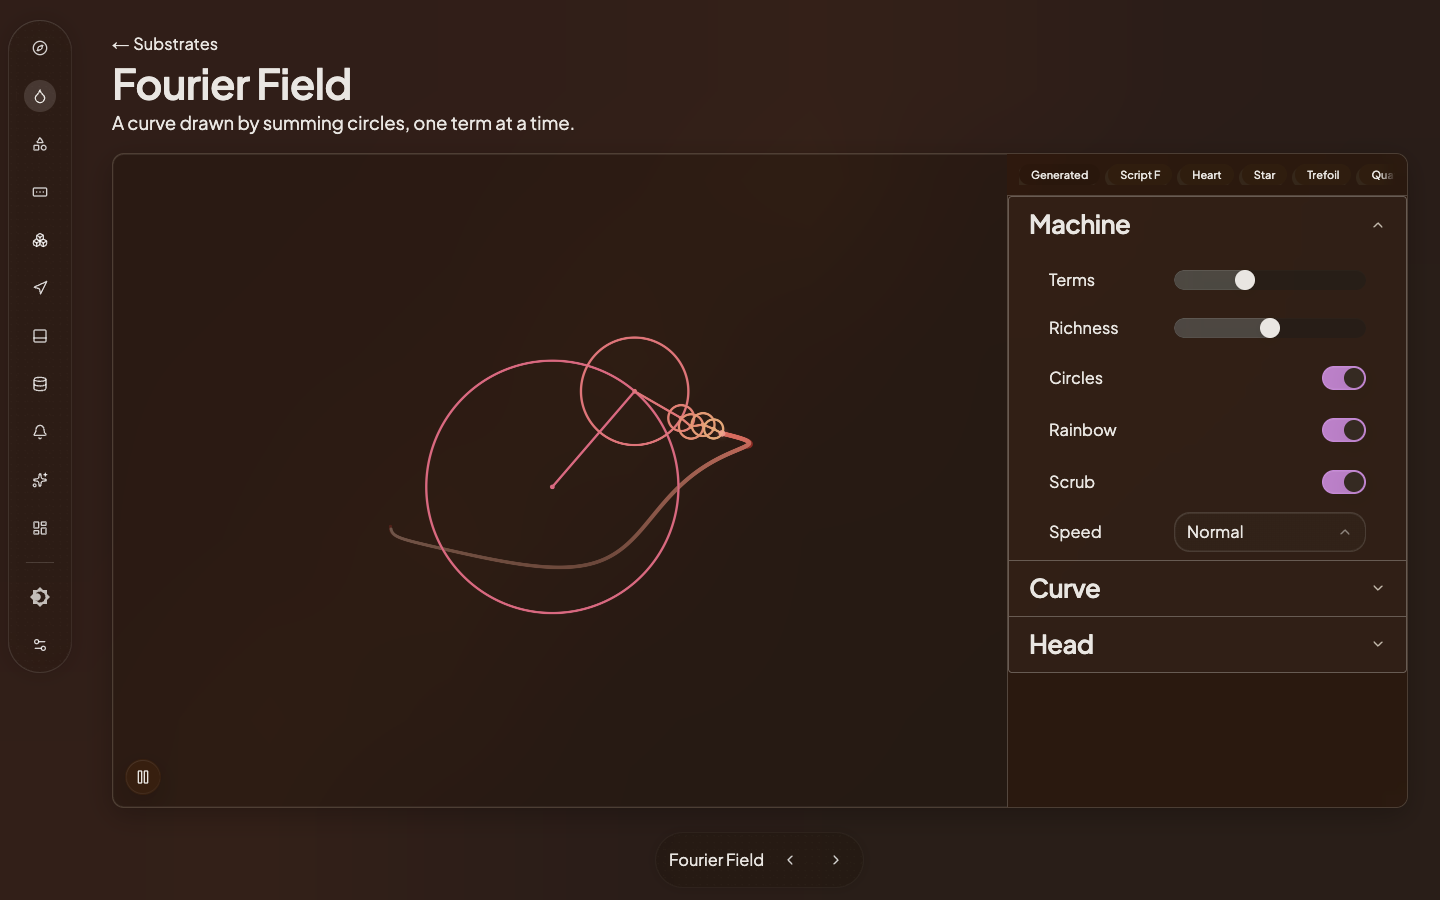 ← Substrates
Fourier Field
A curve drawn by summing circles, one term at a time.
Generated Script F Heart Star Trefoil Qua
Machine
Terms
Richness
Circles
Rainbow
Scrub
Speed Normal
Curve
Head
Fourier Field